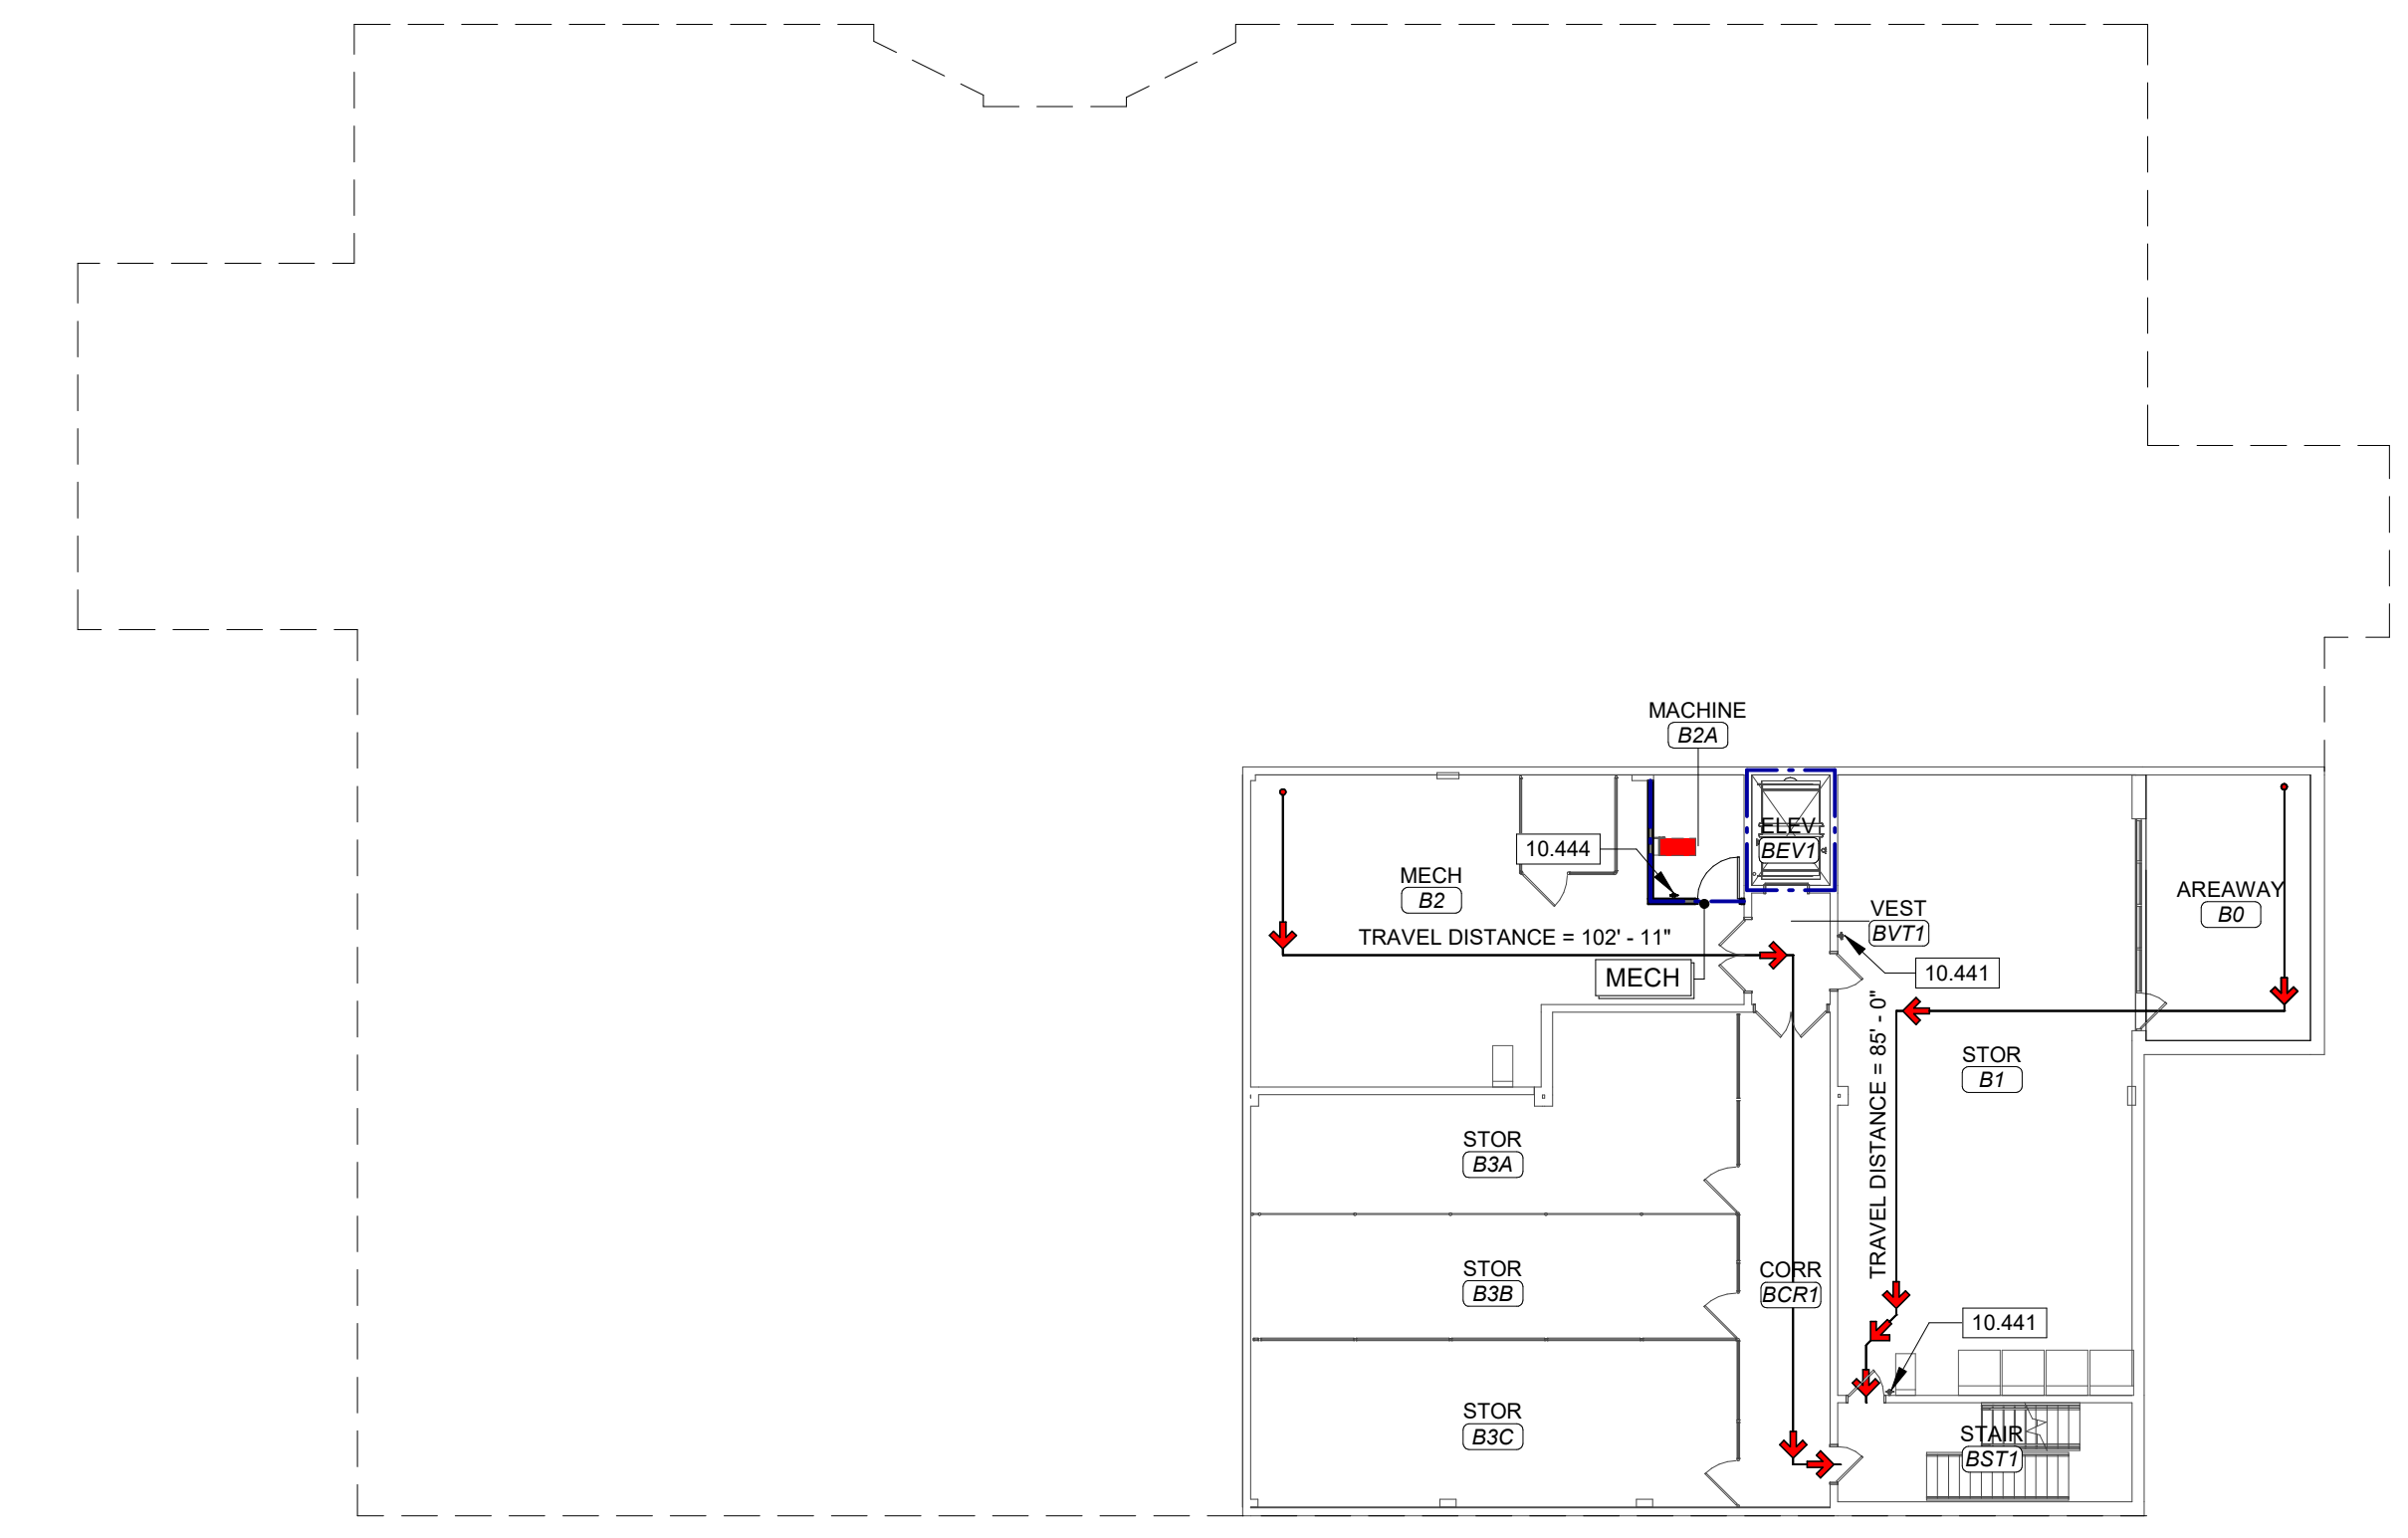 MACHINE
B2A
ELEV
BEV1
10.444
MECH
B2
AREAWAY
B0
VEST
BVT1
TRAVEL DISTANCE = 102' - 11"
MECH
10.441
TRAVEL DISTANCE = 85' - 0"
STOR
B1
STOR
B3A
STOR
B3B
CORR
BCR1
10.441
STOR
B3C
STAIR
BST1